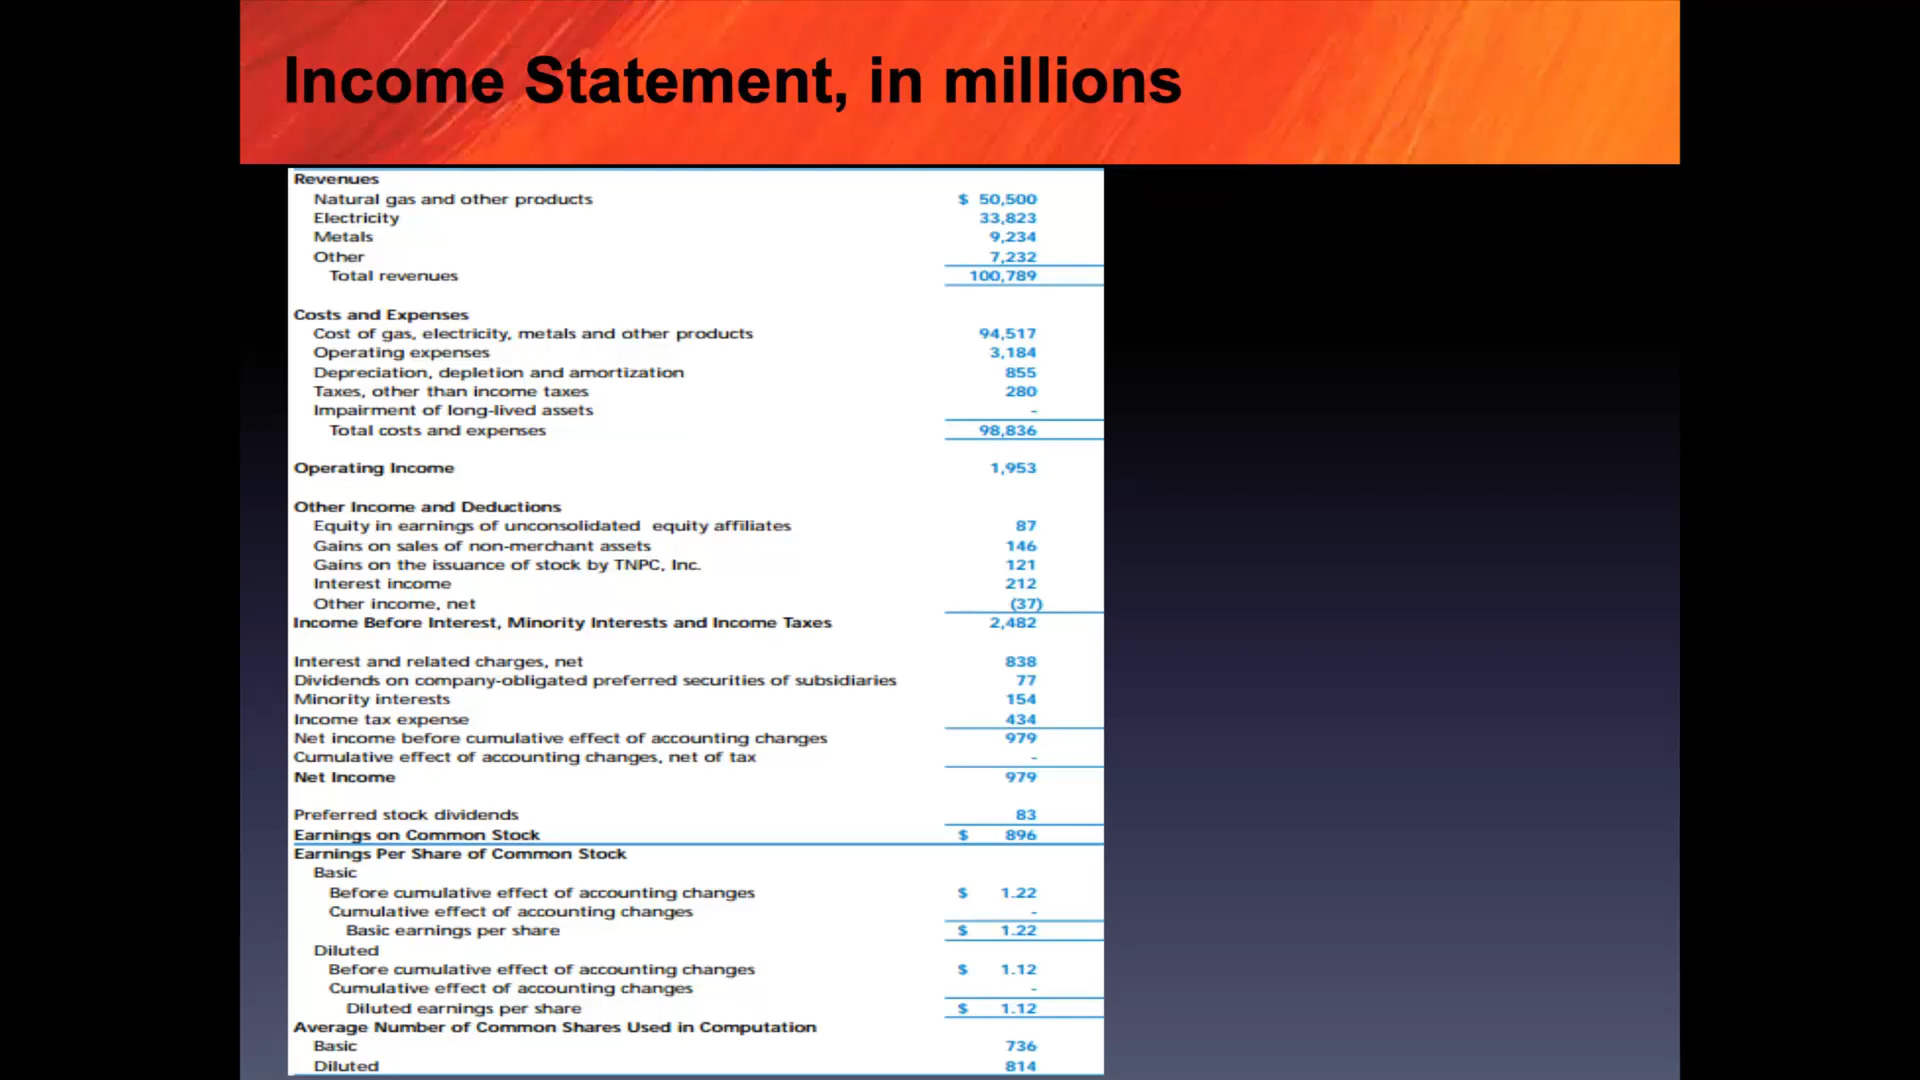 Income Statement, in millions
Revenues
Natural gas and other products $ 50,500
Electricity 33,823
Metals 9,234
Other 7,232
Total revenues 100,789
Costs and Expenses
Cost of gas, electricity, metals and other products 94,517
Operating expenses 3,184
Depreciation, depletion and amortization 855
Taxes, other than income taxes 280
Impairment of long-lived assets -
Total costs and expenses 98,836
Operating Income 1,953
Other Income and Deductions
Equity in earnings of unconsolidated equity affiliates 87
Gains on sales of non-merchant assets 146
Gains on the issuance of stock by TNPC, Inc. 121
Interest income 212
Other income, net (37)
Income Before Interest, Minority Interests and Income Taxes 2,482
Interest and related charges, net 838
Dividends on company-obligated preferred securities of subsidiaries 77
Minority interests 154
Income tax expense 434
Net income before cumulative effect of accounting changes 979
Cumulative effect of accounting changes, net of tax -
Net Income 979
Preferred stock dividends 83
Earnings on Common Stock $ 896
Earnings Per Share of Common Stock
Basic
Before cumulative effect of accounting changes $ 1.22
Cumulative effect of accounting changes -
Basic earnings per share $ 1.22
Diluted
Before cumulative effect of accounting changes $ 1.12
Cumulative effect of accounting changes -
Diluted earnings per share $ 1.12
Average Number of Common Shares Used in Computation
Basic 736
Diluted 814